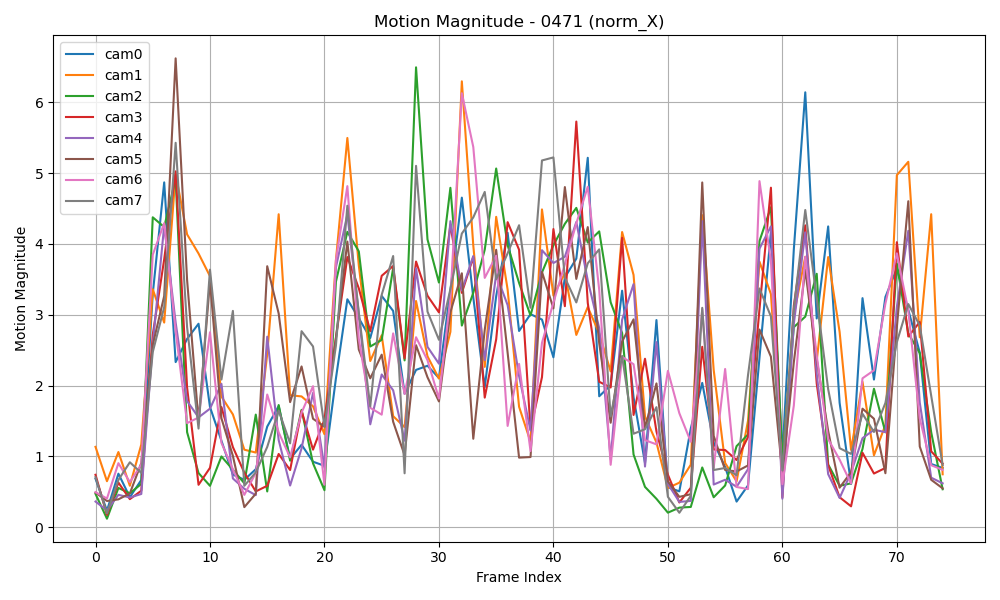 Motion Magnitude - 0471 (norm_X)
cam0
cam1
cam2
cam3
cam4
cam5
cam6
cam7
Motion Magnitude
6
5
4
3
2
1
0
0 10 20 30 40 50 60 70
Frame Index